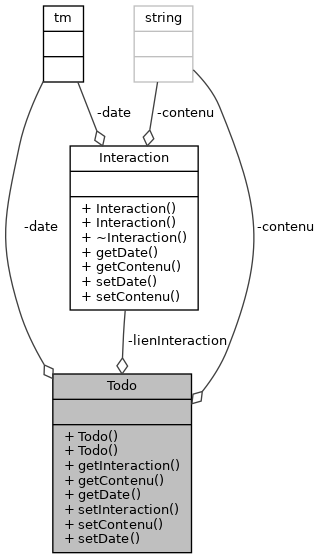 tm
string
-date
-contenu
Interaction
+ Interaction()
+ Interaction()
+ ~Interaction()
+ getDate()
+ getContenu()
+ setDate()
+ setContenu()
-date
-contenu
-lienInteraction
Todo
+ Todo()
+ Todo()
+ getInteraction()
+ getContenu()
+ getDate()
+ setInteraction()
+ setContenu()
+ setDate()